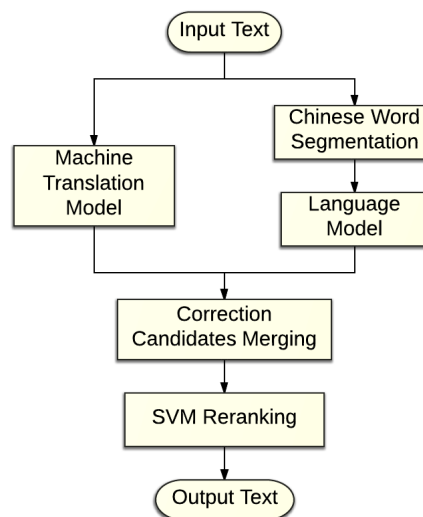 Input Text
Chinese Word
Segmentation
Machine
Translation
Model
Language
Model
Correction
Candidates Merging
SVM Reranking
Output Text